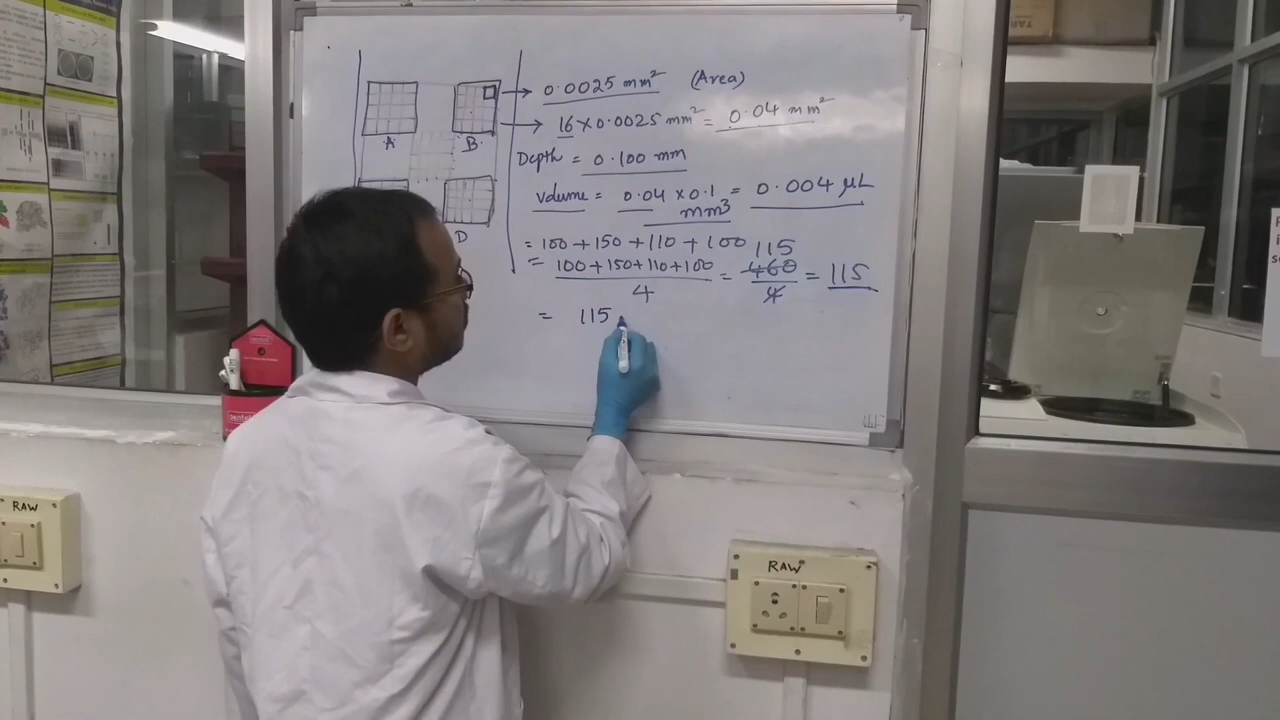 0.0025 mm² (Area)
16 × 0.0025 mm² = 0.04 mm²
A B
Depth = 0.100 mm
Volume = 0.04 × 0.1 = 0.004 µL
mm3
D
= 100 + 150 + 110 + 100 115
= 100 + 150 + 110 + 100 = 460 = 115
4 4
= 115
RAW
RAW